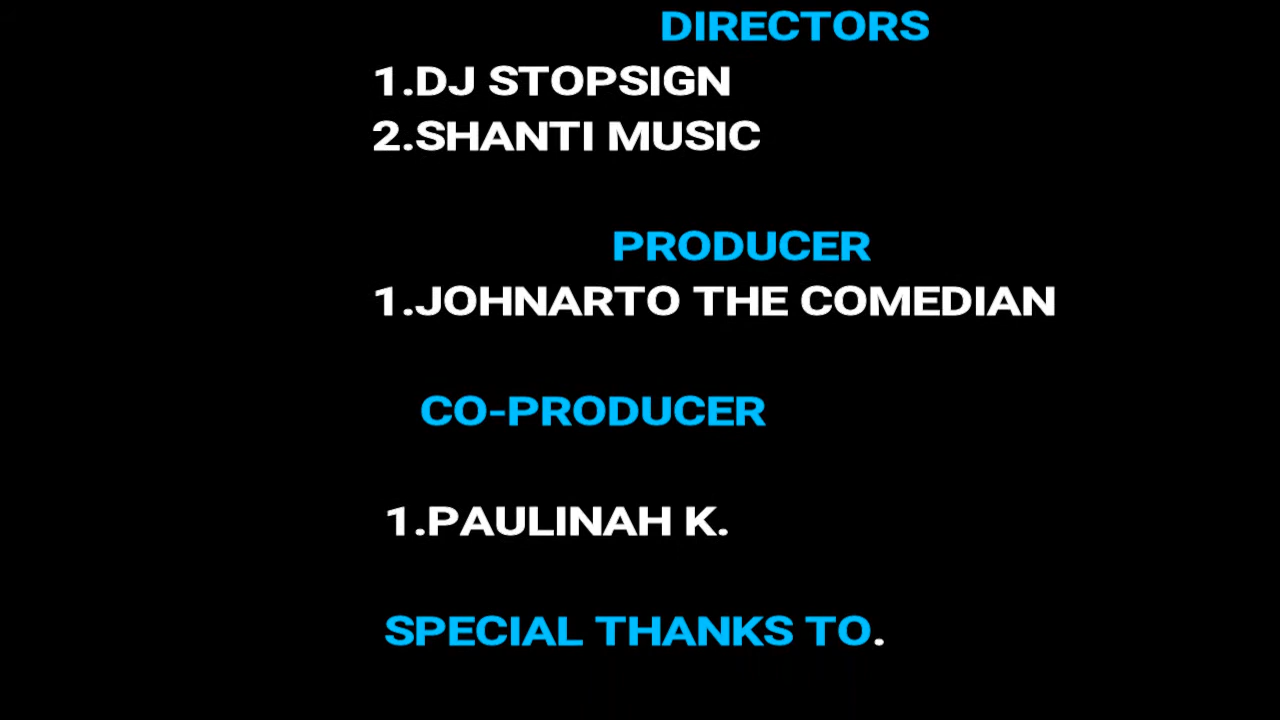 DIRECTORS
1.DJ STOPSIGN
2.SHANTI MUSIC
PRODUCER
1.JOHNARTO THE COMEDIAN
CO-PRODUCER
1.PAULINAH K.
SPECIAL THANKS TO.